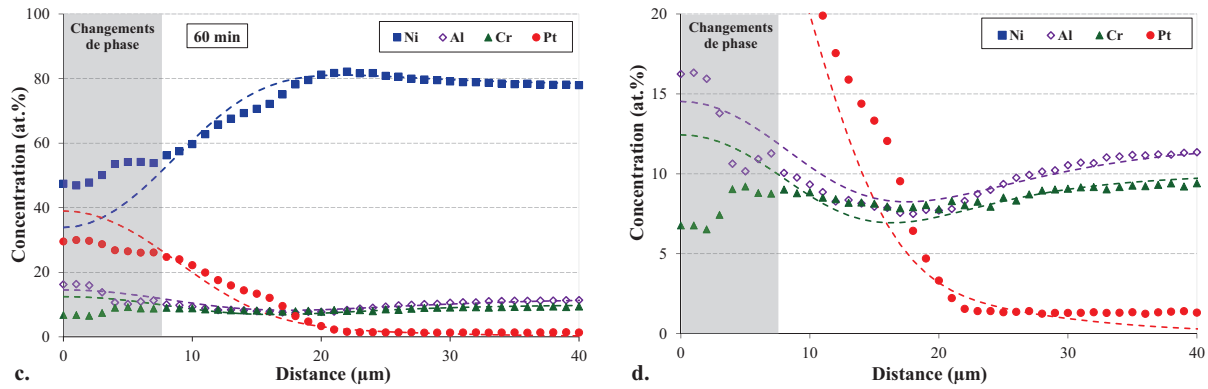 Changements
de phase
60 min
Ni Al Cr Pt
Concentration (at.%)
100
80
60
40
20
0
0 10 20 30 40
Distance (µm)
c.
Changements
de phase
Ni Al Cr Pt
Concentration (at.%)
20
15
10
5
0
0 10 20 30 40
Distance (µm)
d.